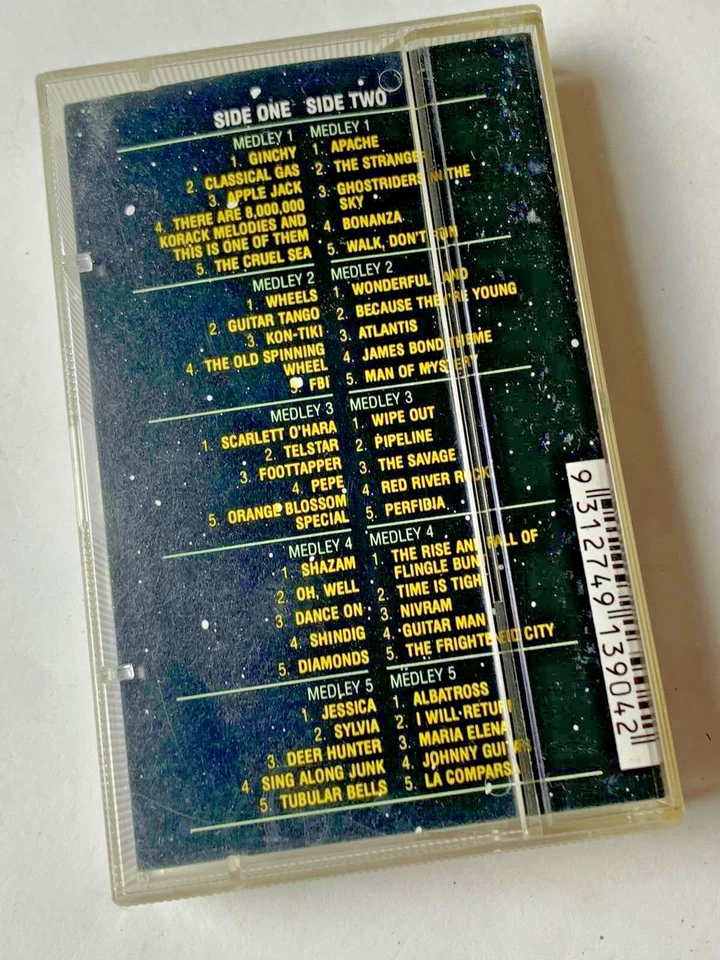 SIDE ONE SIDE TWO
MEDLEY 1
1. GINCHY
2. CLASSICAL GAS
3. APPLE JACK
4. THERE ARE 8,000,000
KORACK MELODIES AND
THIS IS ONE OF THEM
5. THE CRUEL SEA
MEDLEY 2
1. WHEELS
2. GUITAR TANGO
3. KON-TIKI
4. THE OLD SPINNING
WHEEL
5. FBI
MEDLEY 3
1. SCARLETT O'HARA
2. TELSTAR
3. FOOTTAPPER
4. PEPE
5. ORANGE BLOSSOM
SPECIAL
MEDLEY 4
1. SHAZAM
2. OH, WELL
3. DANCE ON
4. SHINDIG
5. DIAMONDS
MEDLEY 5
1. JESSICA
2. SYLVIA
3. DEER HUNTER
4. SING ALONG JUNK
5. TUBULAR BELLS
MEDLEY 1
1. APACHE
2. THE STRANGER
3. GHOSTRIDERS IN THE
SKY
4. BONANZA
5. WALK, DON'T RUN
MEDLEY 2
1. WONDERFUL LAND
2. BECAUSE THEY'RE YOUNG
3. ATLANTIS
4. JAMES BOND THEME
5. MAN OF MYSTERY
MEDLEY 3
1. WIPE OUT
2. PIPELINE
3. THE SAVAGE
4. RED RIVER ROCK
5. PERFIDIA
MEDLEY 4
1. THE RISE AND FALL OF
FLINGLE BUNT
2. TIME IS TIGHT
3. NIVRAM
4. GUITAR MAN
5. THE FRIGHTENED CITY
MEDLEY 5
1. ALBATROSS
2. I WILL RETURN
3. MARIA ELENA
4. JOHNNY GUITAR
5. LA COMPARSA
9 312749 139042